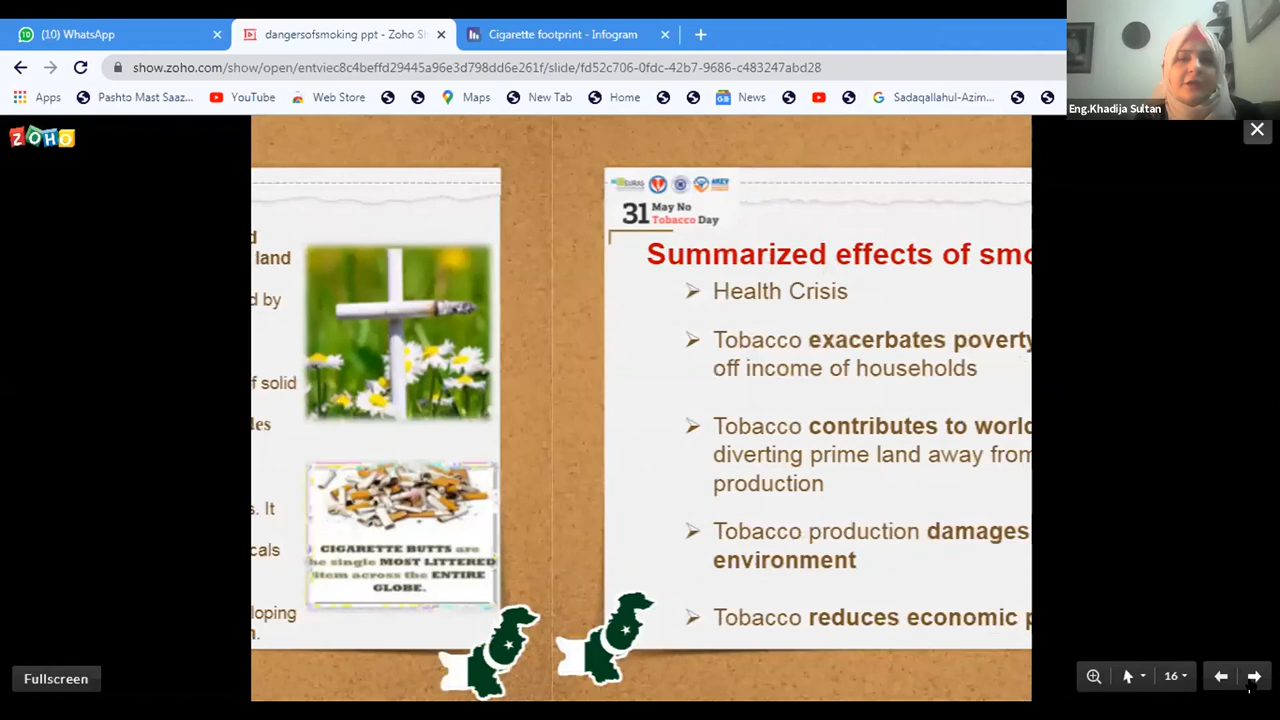 (10) WhatsApp
dangersofsmoking ppt - Zoho Sh
Cigarette footprint - Infogram
show.zoho.com/show/open/entviec8c4beffd29445a96e3d798dd6e261f/slide/fd52c706-0fdc-42b7-9686-c483247abd28
Apps
Pashto Mast Saaz...
YouTube
Web Store
Maps
New Tab
Home
News
Sadaqallahul-Azim...
Eng.Khadija Sultan
ZOHO
d
land
d by
f solid
s. It
cals
loping
CIGARETTE BUTTS are
he single MOST LITTERED
item across the ENTIRE
GLOBE.
31 May No
Tobacco Day
Summarized effects of smo
Health Crisis
Tobacco exacerbates poverty
off income of households
Tobacco contributes to world
diverting prime land away from
production
Tobacco production damages
environment
Tobacco reduces economic p
Fullscreen
16